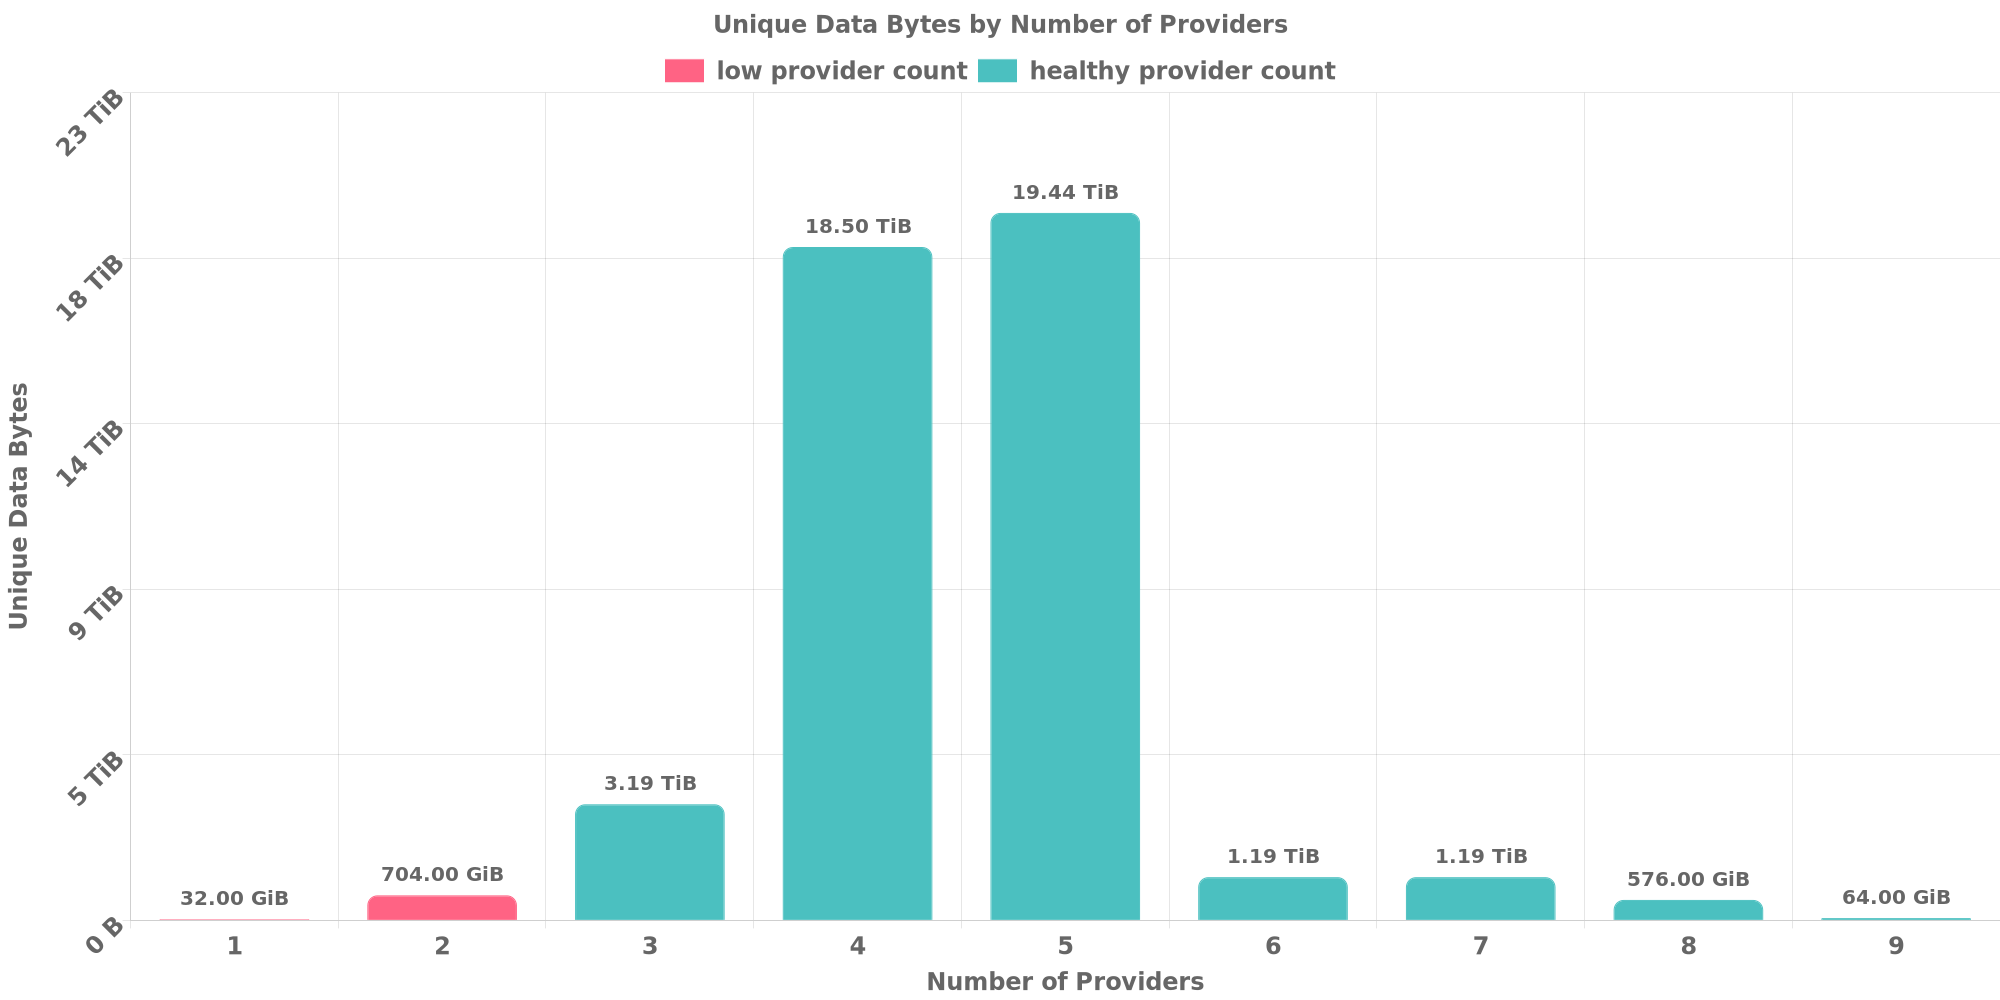 Unique Data Bytes by Number of Providers
low provider count healthy provider count
23 TiB
18 TiB
14 TiB
9 TiB
5 TiB
0 B
Unique Data Bytes
32.00 GiB
704.00 GiB
3.19 TiB
18.50 TiB
19.44 TiB
1.19 TiB
1.19 TiB
576.00 GiB
64.00 GiB
1 2 3 4 5 6 7 8 9
Number of Providers